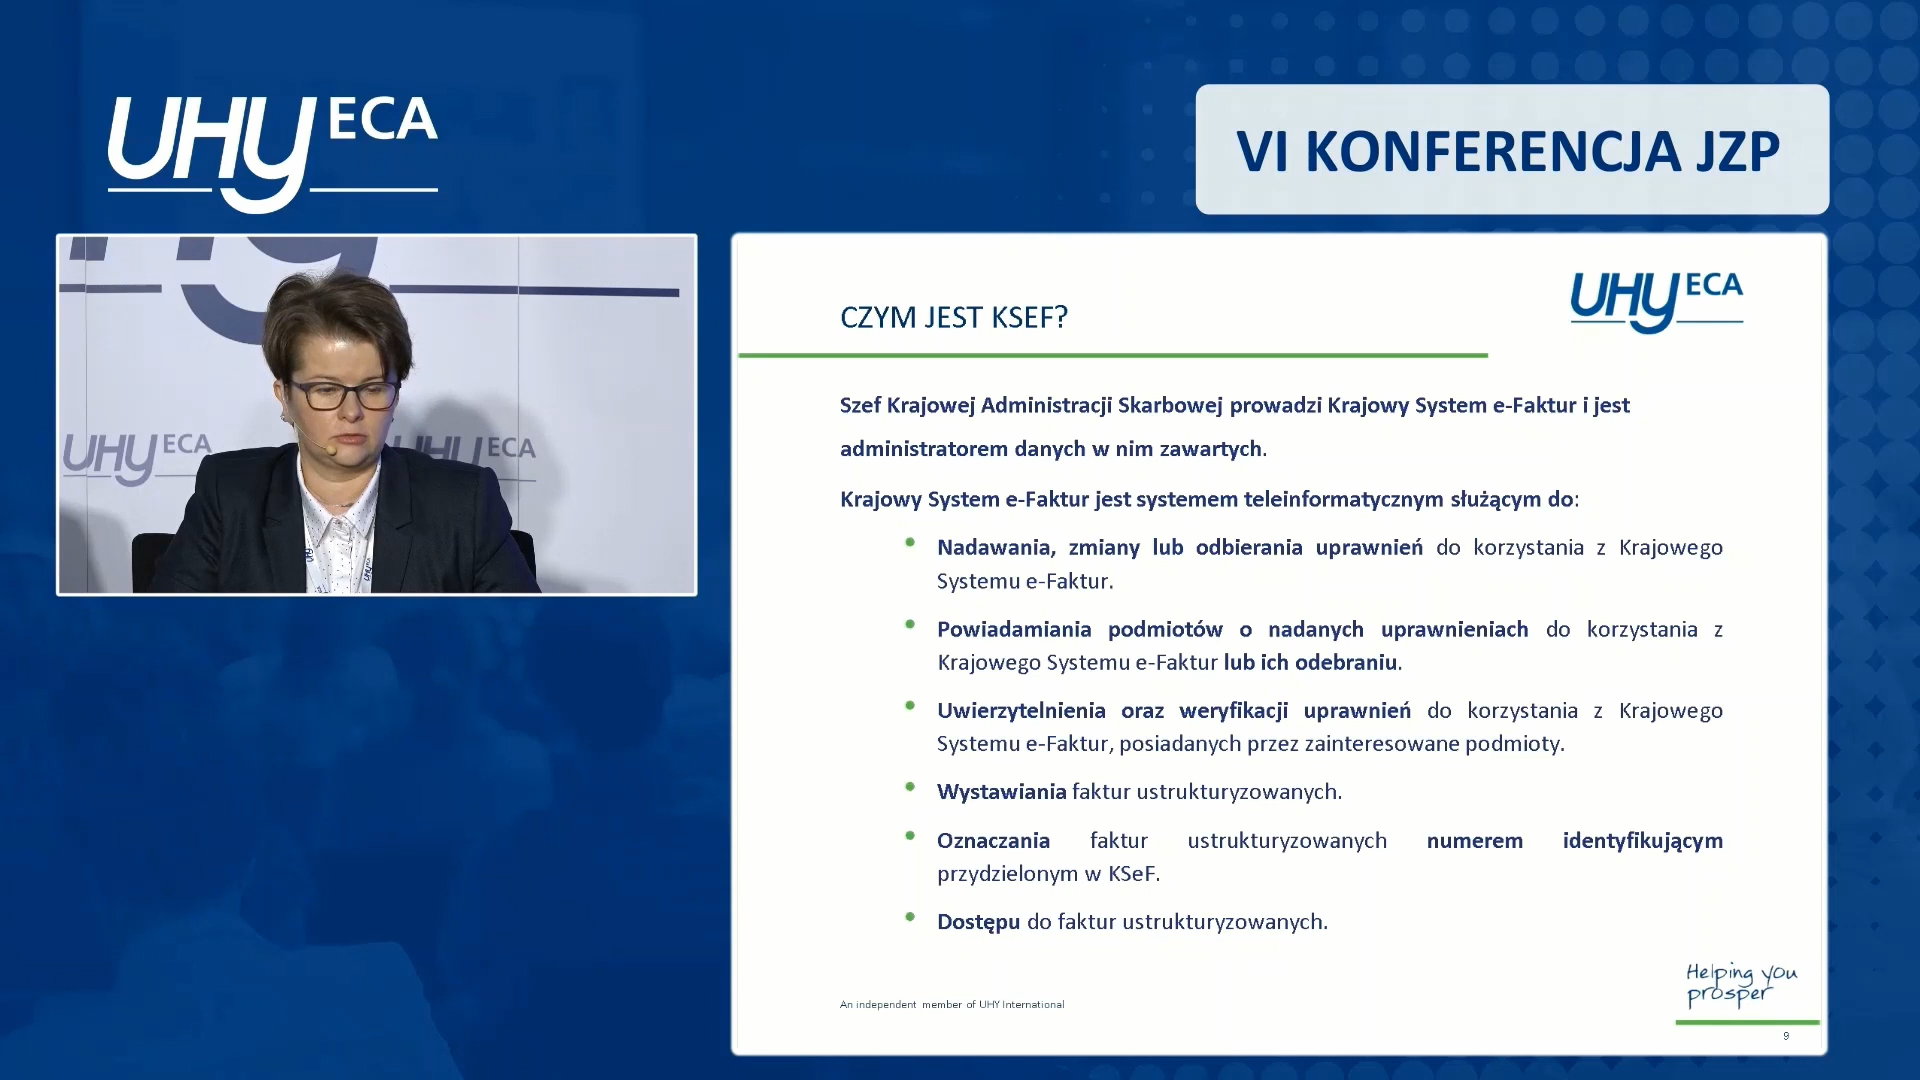 UHY ECA
VI KONFERENCJA JZP
UHY ECA
UHY ECA
CZYM JEST KSEF?
UHY ECA
Szef Krajowej Administracji Skarbowej prowadzi Krajowy System e-Faktur i jest
administratorem danych w nim zawartych.
Krajowy System e-Faktur jest systemem teleinformatycznym służącym do:
• Nadawania, zmiany lub odbierania uprawnień do korzystania z Krajowego
Systemu e-Faktur.
• Powiadamiania podmiotów o nadanych uprawnieniach do korzystania z
Krajowego Systemu e-Faktur lub ich odebraniu.
• Uwierzytelnienia oraz weryfikacji uprawnień do korzystania z Krajowego
Systemu e-Faktur, posiadanych przez zainteresowane podmioty.
• Wystawiania faktur ustrukturyzowanych.
• Oznaczania faktur ustrukturyzowanych numerem identyfikującym
przydzielonym w KSeF.
• Dostępu do faktur ustrukturyzowanych.
Helping you
prosper
An independent member of UHY International
9